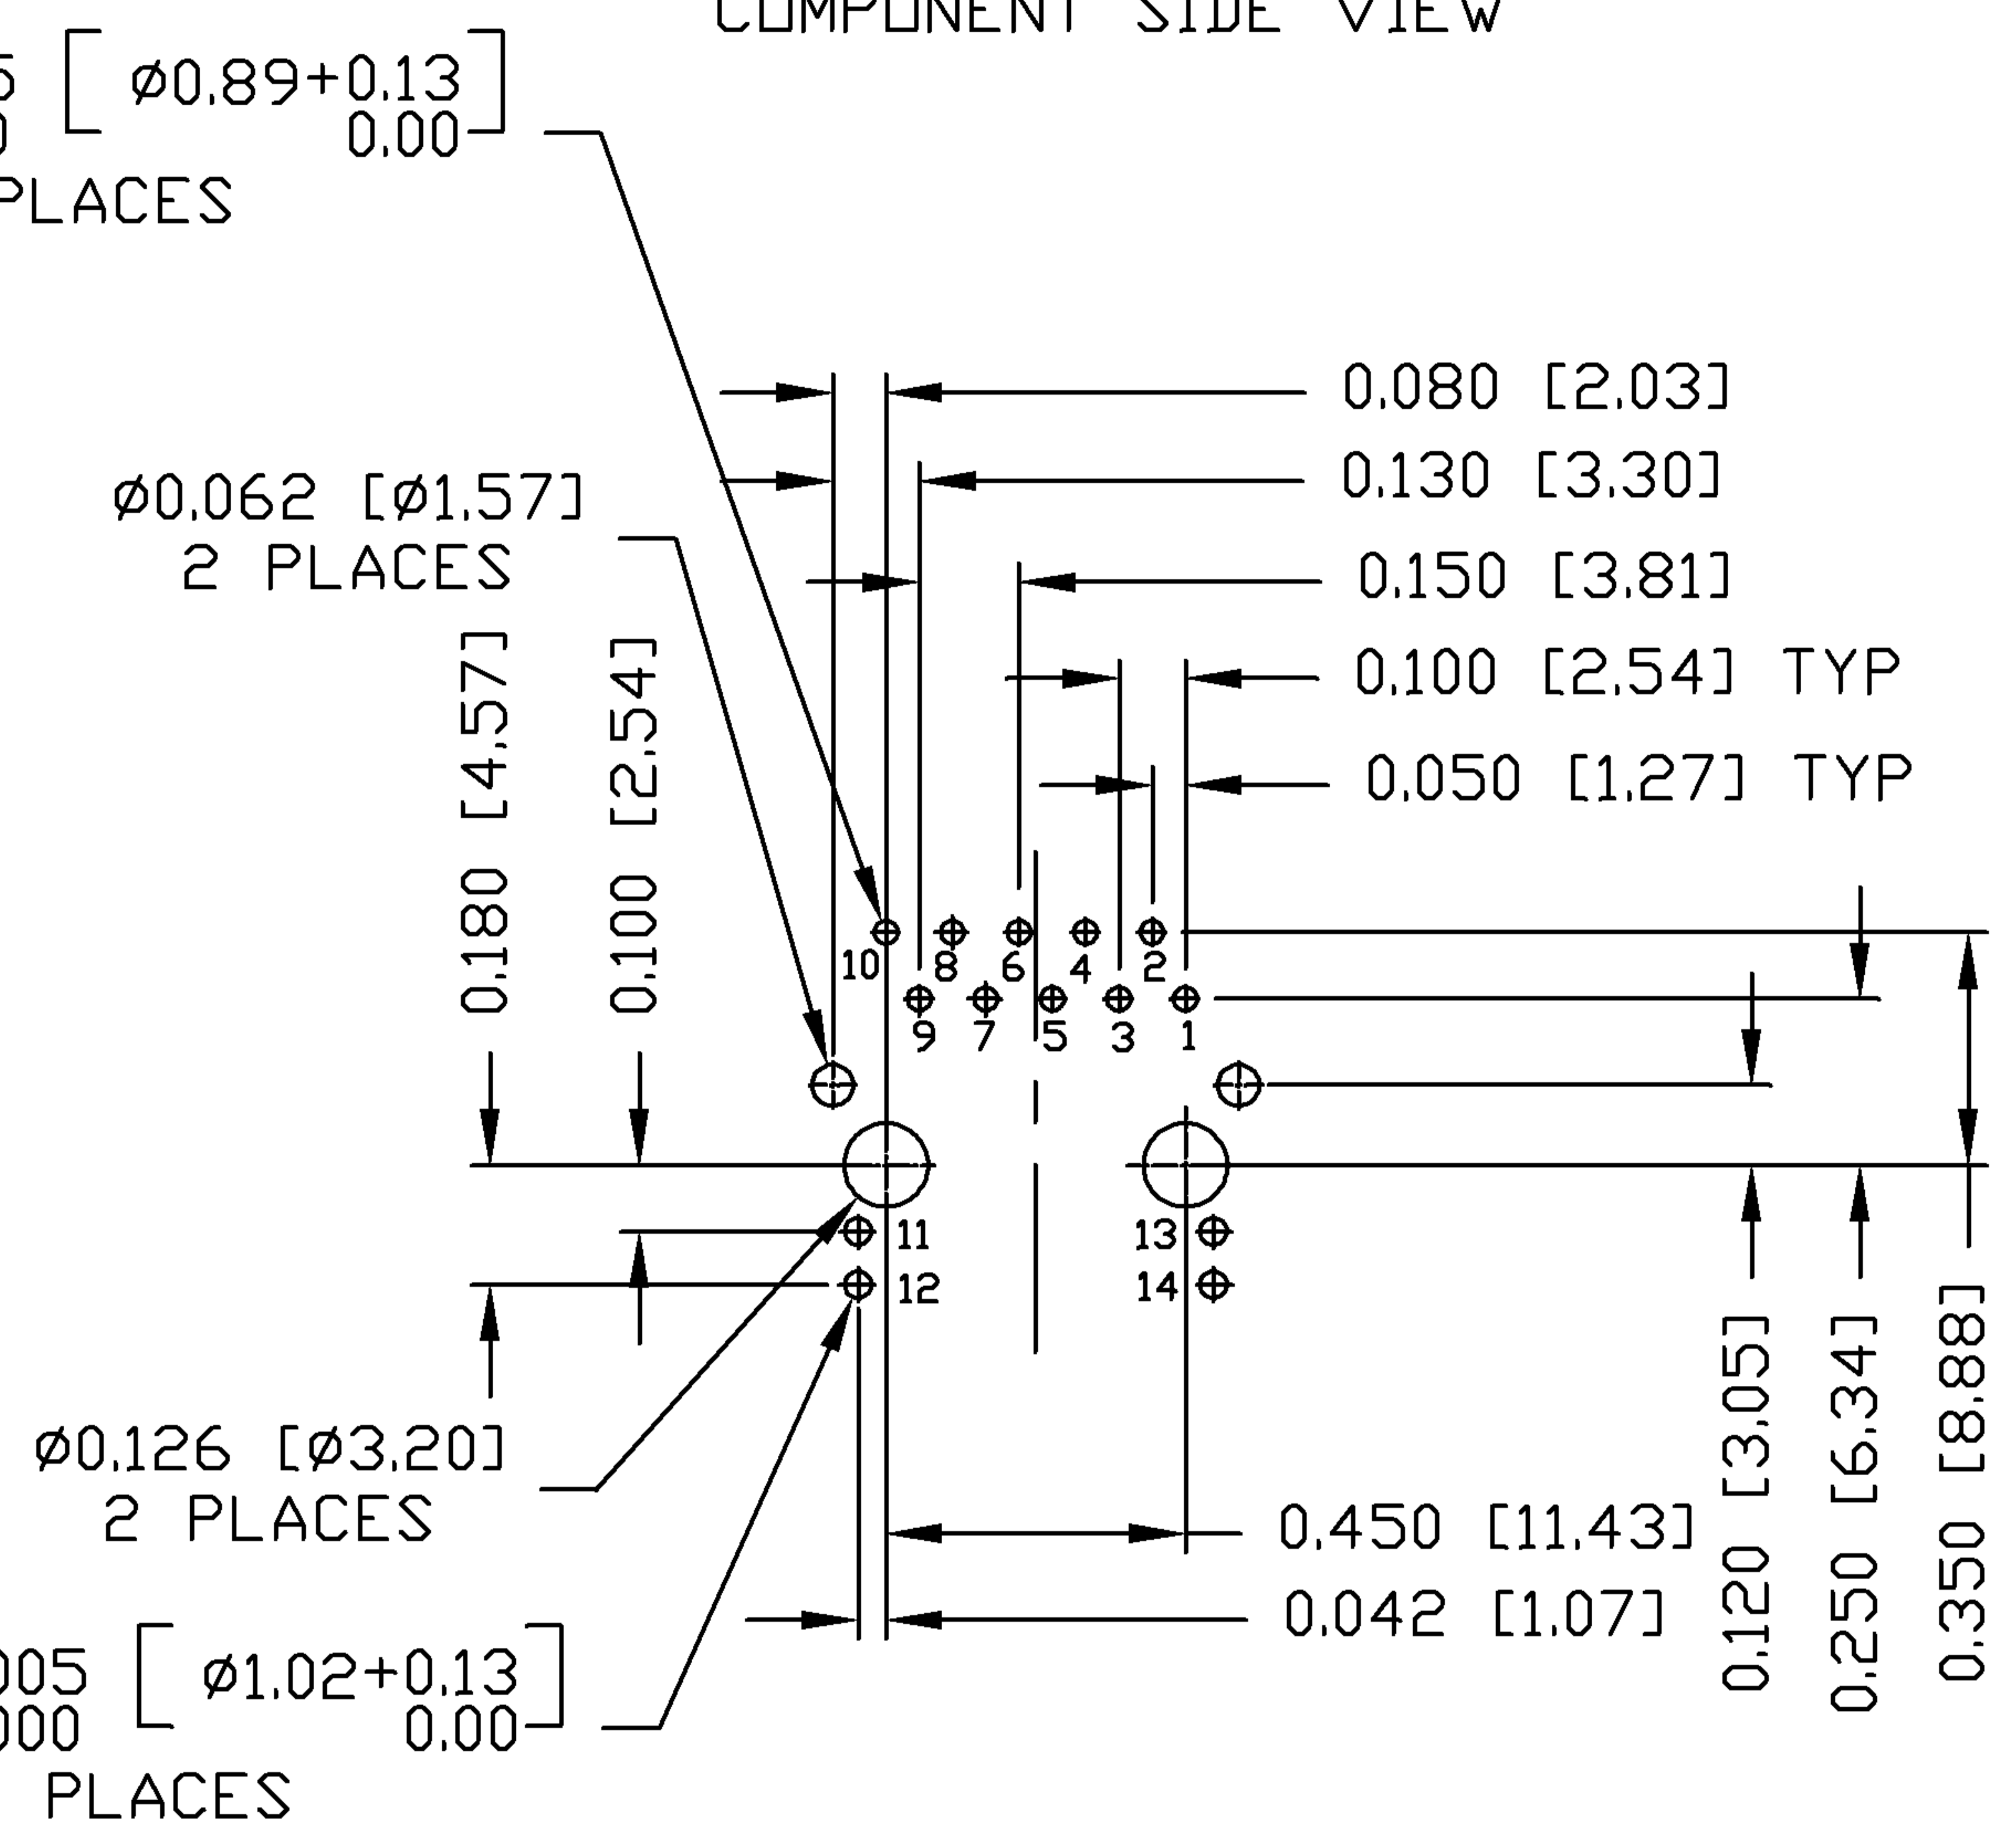 COMPONENT SIDE VIEW
[ ø0.89+0.13 ]
0.00
PLACES
0.080 [2.03]
0.130 [3.30]
ø0.062 [ø1.57]
2 PLACES
0.150 [3.81]
0.100 [2.54] TYP
0.050 [1.27] TYP
0.180 [4.57]
0.100 [2.54]
10 8 6 4 2
9 7 5 3 1
11 13
12 14
ø0.126 [ø3.20]
2 PLACES
0.450 [11.43]
0.042 [1.07]
0.120 [3.05]
0.250 [6.34]
0.350 [8.88]
005 [ ø1.02+0.13 ]
000 0.00
PLACES